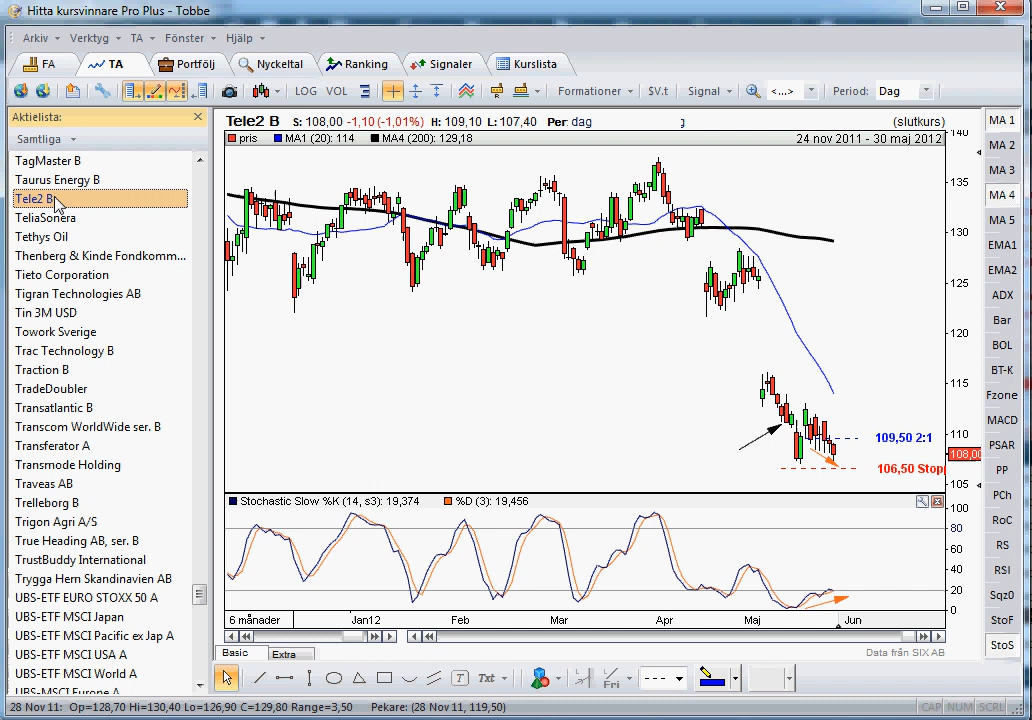 Hitta kursvinnare Pro Plus - Tobbe
Arkiv Verktyg TA Fönster Hjälp
FA TA Portfölj Nyckeltal Ranking Signaler Kurslista
LOG VOL Formationer $V.t Signal <...> Period: Dag
Aktielista:
Samtliga
TagMaster B
Taurus Energy B
Tele2 B
TeliaSonera
Tethys Oil
Thenberg & Kinde Fondkomm...
Tieto Corporation
Tigran Technologies AB
Tin 3M USD
Towork Sverige
Trac Technology B
Traction B
TradeDoubler
Transatlantic B
Transcom WorldWide ser. B
Transferator A
Transmode Holding
Traveas AB
Trelleborg B
Trigon Agri A/S
True Heading AB, ser. B
TrustBuddy International
Trygga Hem Skandinavien AB
UBS-ETF EURO STOXX 50 A
UBS-ETF MSCI Japan
UBS-ETF MSCI Pacific ex Jap A
UBS-ETF MSCI USA A
UBS-ETF MSCI World A
UBS-ETF MSCI Europe A
Tele2 B S: 108,00 -1,10 (-1,01%) H: 109,10 L: 107,40 Per: dag (slutkurs)
pris MA1 (20): 114 MA4 (200): 129,18 24 nov 2011 - 30 maj 2012
140
135
130
125
120
115
110
109,50 2:1
108,00
106,50 Stopp
105
Stochastic Slow %K (14, s3): 19,374 %D (3): 19,456
100
80
60
40
20
0
6 månader Jan12 Feb Mar Apr Maj Jun
Basic Extra
Data från SIX AB
T Txt Fri
MA 1
MA 2
MA 3
MA 4
MA 5
EMA1
EMA2
ADX
Bar
BOL
BT-K
Fzone
MACD
PSAR
PP
PCh
RoC
RS
RSI
Sqz0
StoF
StoS
28 Nov 11: Op=128,70 Hi=130,40 Lo=126,90 Cl=129,80 Range=3,50 Pekare: (28 Nov 11, 119,50) CAP NUM SCRL